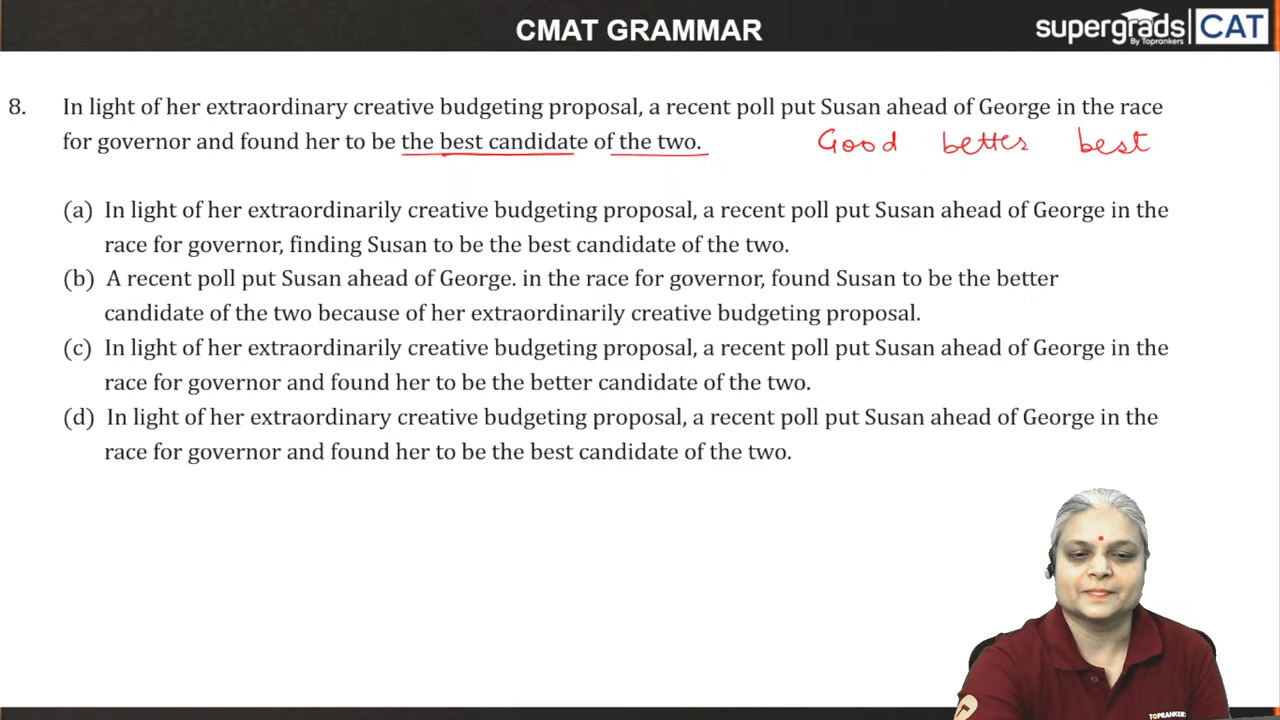 CMAT GRAMMAR
supergrads CAT
By Toprankers
8. In light of her extraordinary creative budgeting proposal, a recent poll put Susan ahead of George in the race
for governor and found her to be the best candidate of the two.
Good better best
(a) In light of her extraordinarily creative budgeting proposal, a recent poll put Susan ahead of George in the
race for governor, finding Susan to be the best candidate of the two.
(b) A recent poll put Susan ahead of George. in the race for governor, found Susan to be the better
candidate of the two because of her extraordinarily creative budgeting proposal.
(c) In light of her extraordinarily creative budgeting proposal, a recent poll put Susan ahead of George in the
race for governor and found her to be the better candidate of the two.
(d) In light of her extraordinary creative budgeting proposal, a recent poll put Susan ahead of George in the
race for governor and found her to be the best candidate of the two.
TOPRANKERS